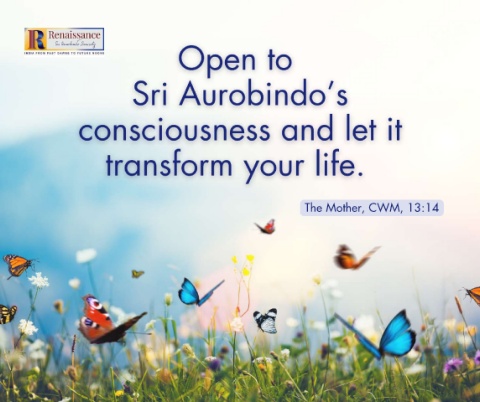 Renaissance
Sri Aurobindo Society
Open to
Sri Aurobindo's
consciousness and let it
transform your life.
The Mother, CWM, 13:14